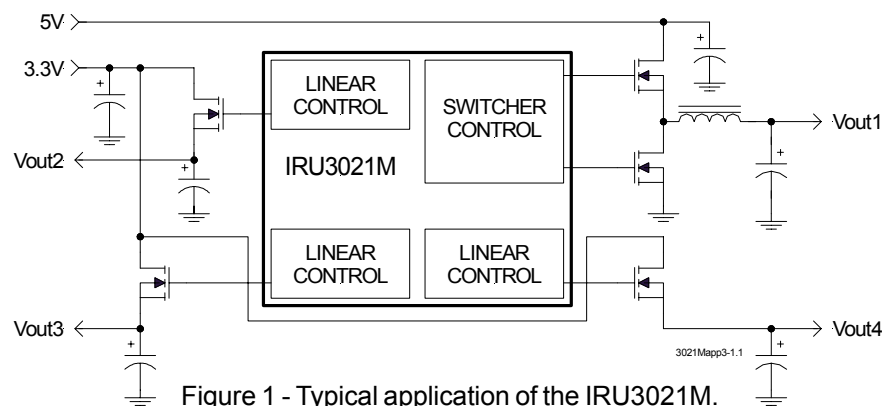 5V
3.3V
LINEAR
CONTROL
SWITCHER
CONTROL
Vout1
Vout2
IRU3021M
LINEAR
CONTROL
LINEAR
CONTROL
Vout3
Vout4
3021Mapp3-1.1
+
+
+
+
+
+
Figure 1 - Typical application of the IRU3021M.